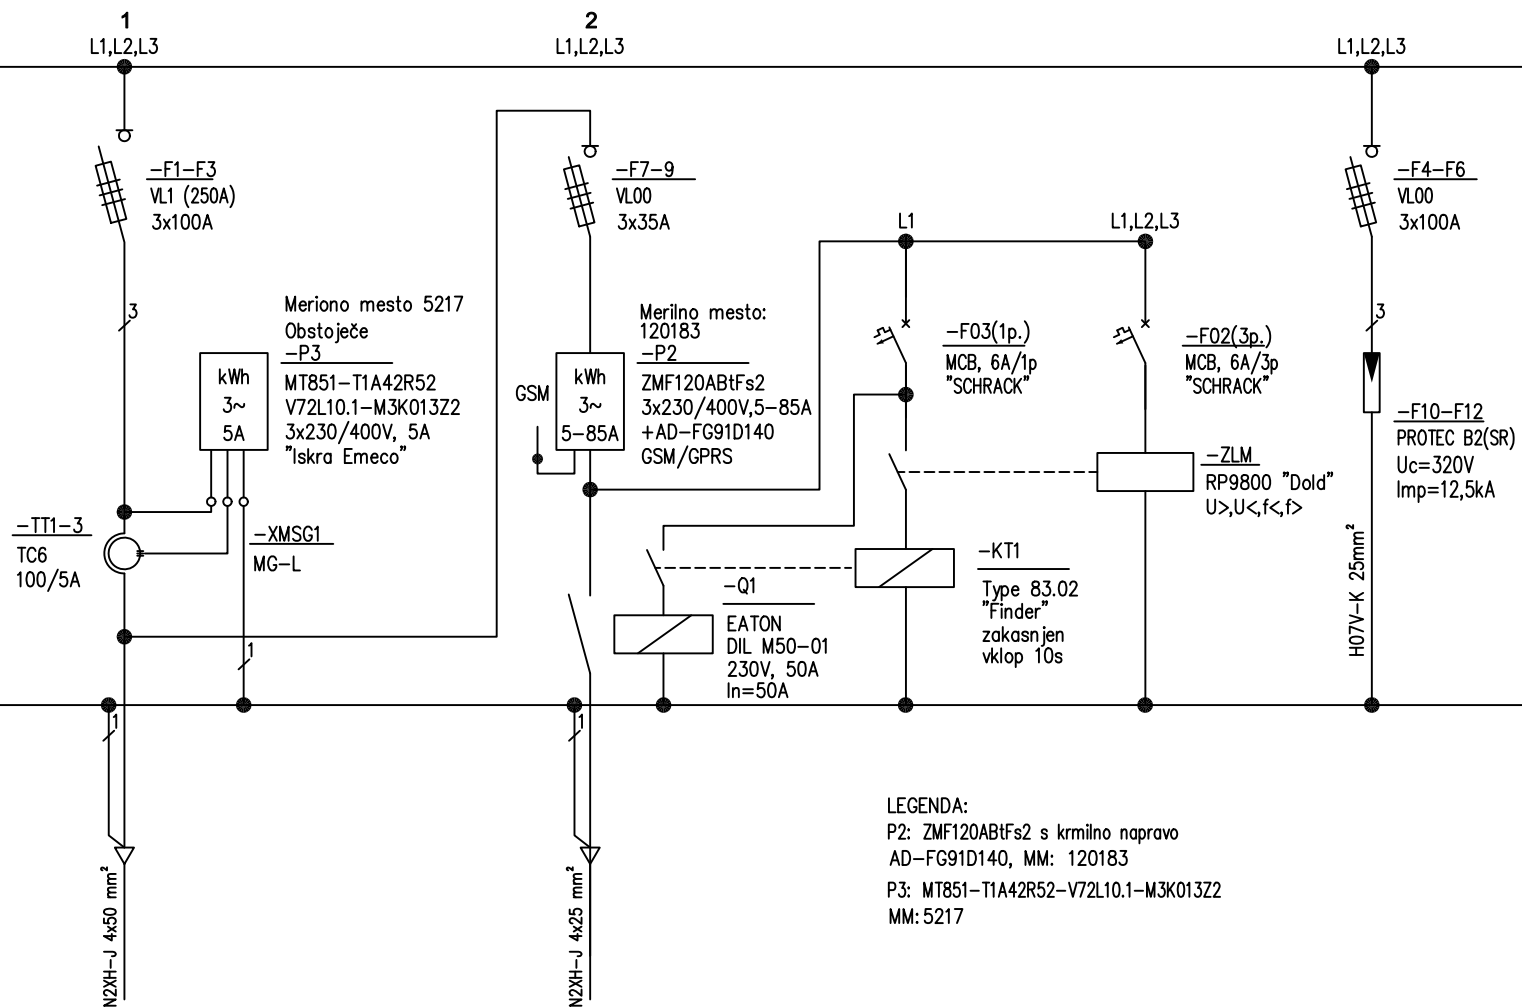 1
L1,L2,L3
2
L1,L2,L3
L1,L2,L3
-F1-F3
VL1 (250A)
3x100A
3
Meriono mesto 5217
Obstoječe
-P3
MT851-T1A42R52
V72L10.1-M3K013Z2
3x230/400V, 5A
"Iskra Emeco"
kWh
3~
5A
-TT1-3
TC6
100/5A
-XMSG1
MG-L
1
1
N2XH-J 4x50 mm²
-F7-9
VL00
3x35A
Merilno mesto:
120183
-P2
ZMF120ABtFs2
3x230/400V,5-85A
+AD-FG91D140
GSM/GPRS
GSM
kWh
3~
5-85A
-Q1
EATON
DIL M50-01
230V, 50A
In=50A
1
N2XH-J 4x25 mm²
L1
-F03(1p.)
MCB, 6A/1p
"SCHRACK"
-KT1
Type 83.02
"Finder"
zakasnjen
vklop 10s
L1,L2,L3
-F02(3p.)
MCB, 6A/3p
"SCHRACK"
-ZLM
RP9800 "Dold"
U>,U<,f<,f>
-F4-F6
VL00
3x100A
3
-F10-F12
PROTEC B2(SR)
Uc=320V
Imp=12,5kA
H07V-K 25mm²
LEGENDA:
P2: ZMF120ABtFs2 s krmilno napravo
AD-FG91D140, MM: 120183
P3: MT851-T1A42R52-V72L10.1-M3K013Z2
MM:5217